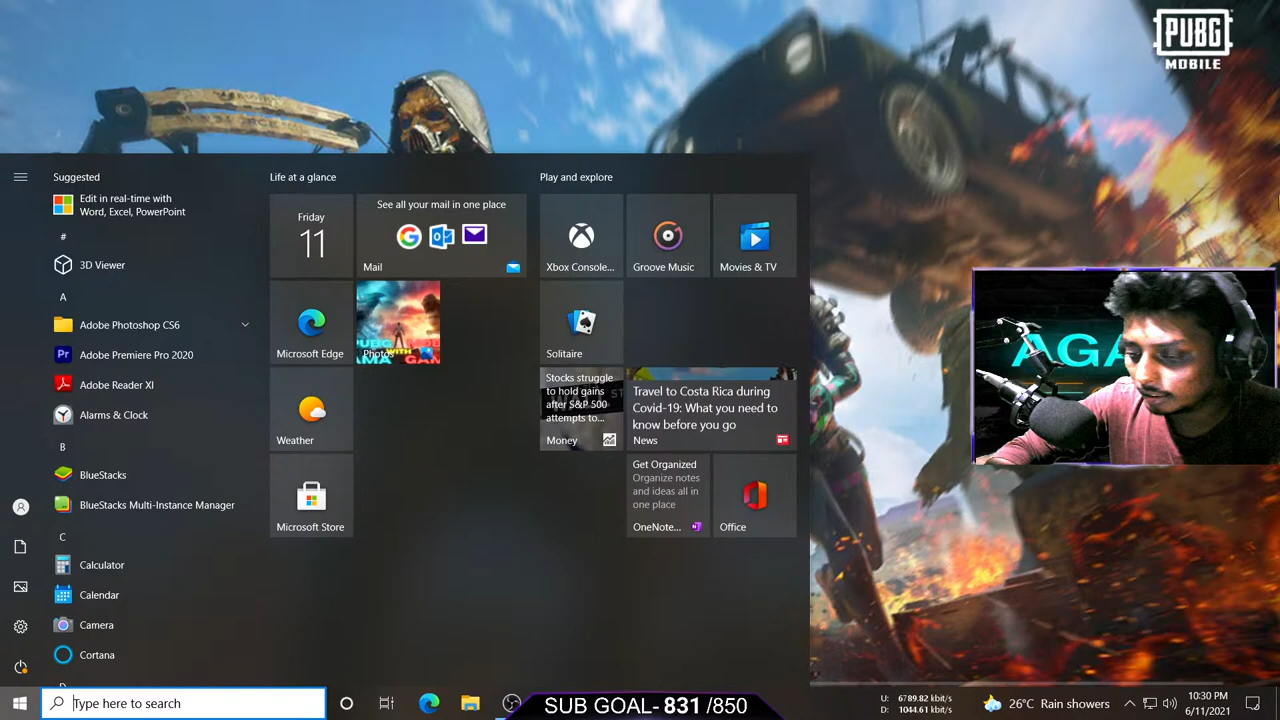 PUBG
MOBILE
Suggested
Edit in real-time with
Word, Excel, PowerPoint
#
3D Viewer
A
Adobe Photoshop CS6
Adobe Premiere Pro 2020
Adobe Reader XI
Alarms & Clock
B
BlueStacks
BlueStacks Multi-Instance Manager
C
Calculator
Calendar
Camera
Cortana
Life at a glance
Friday
11
See all your mail in one place
Mail
Microsoft Edge
Photos
Weather
Microsoft Store
Play and explore
Xbox Console...
Groove Music
Movies & TV
Solitaire
Stocks struggle
to hold gains
after S&P 500
attempts to...
Money
Travel to Costa Rica during
Covid-19: What you need to
know before you go
News
Get Organized
Organize notes
and ideas all in
one place
OneNote...
Office
AGA
Type here to search
SUB GOAL- 831 /850
U: 6789.82 kbit/s
D: 1044.61 kbit/s
26°C Rain showers
10:30 PM
6/11/2021